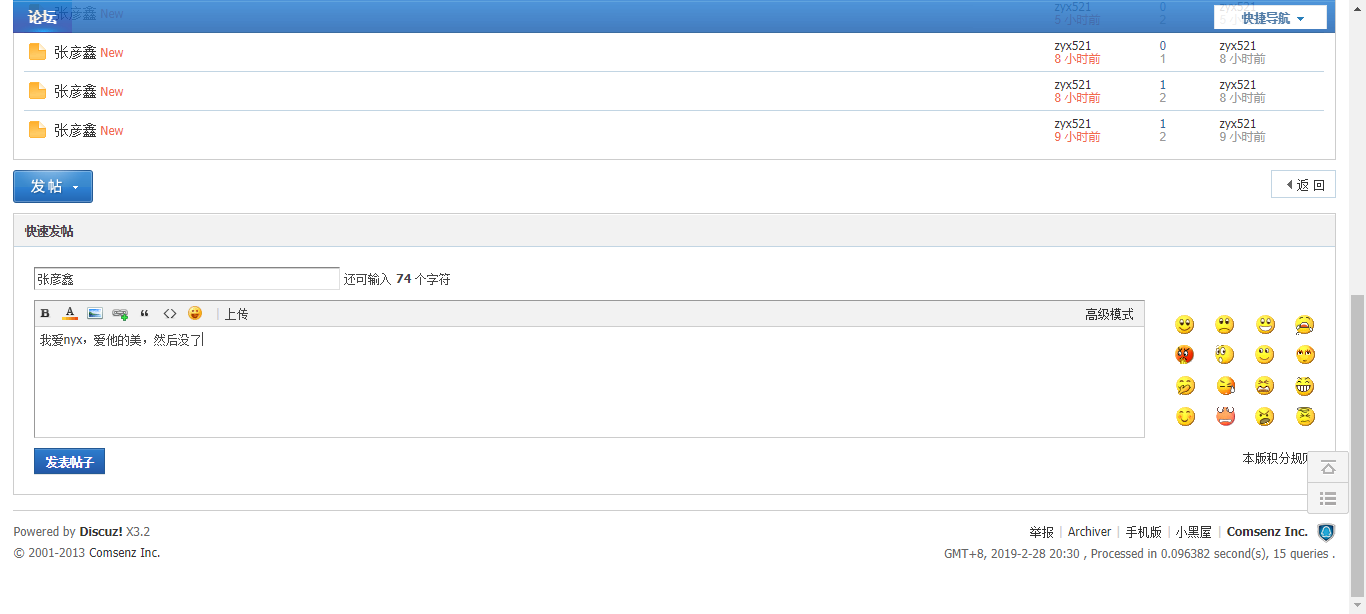 论坛 张彦鑫 New zyx521 0 zyx521 快捷导航
5 小时前 2 5
张彦鑫 New zyx521 0 zyx521
8 小时前 1 8 小时前
张彦鑫 New zyx521 1 zyx521
8 小时前 2 8 小时前
张彦鑫 New zyx521 1 zyx521
9 小时前 2 9 小时前
发帖 返回
快速发帖
张彦鑫 还可输入 74 个字符
B A “ <> 上传 高级模式
我爱nyx，爱他的美，然后没了
发表帖子 本版积分规则
Powered by Discuz! X3.2 举报 | Archiver | 手机版 | 小黑屋 | Comsenz Inc.
© 2001-2013 Comsenz Inc. GMT+8, 2019-2-28 20:30 , Processed in 0.096382 second(s), 15 queries .